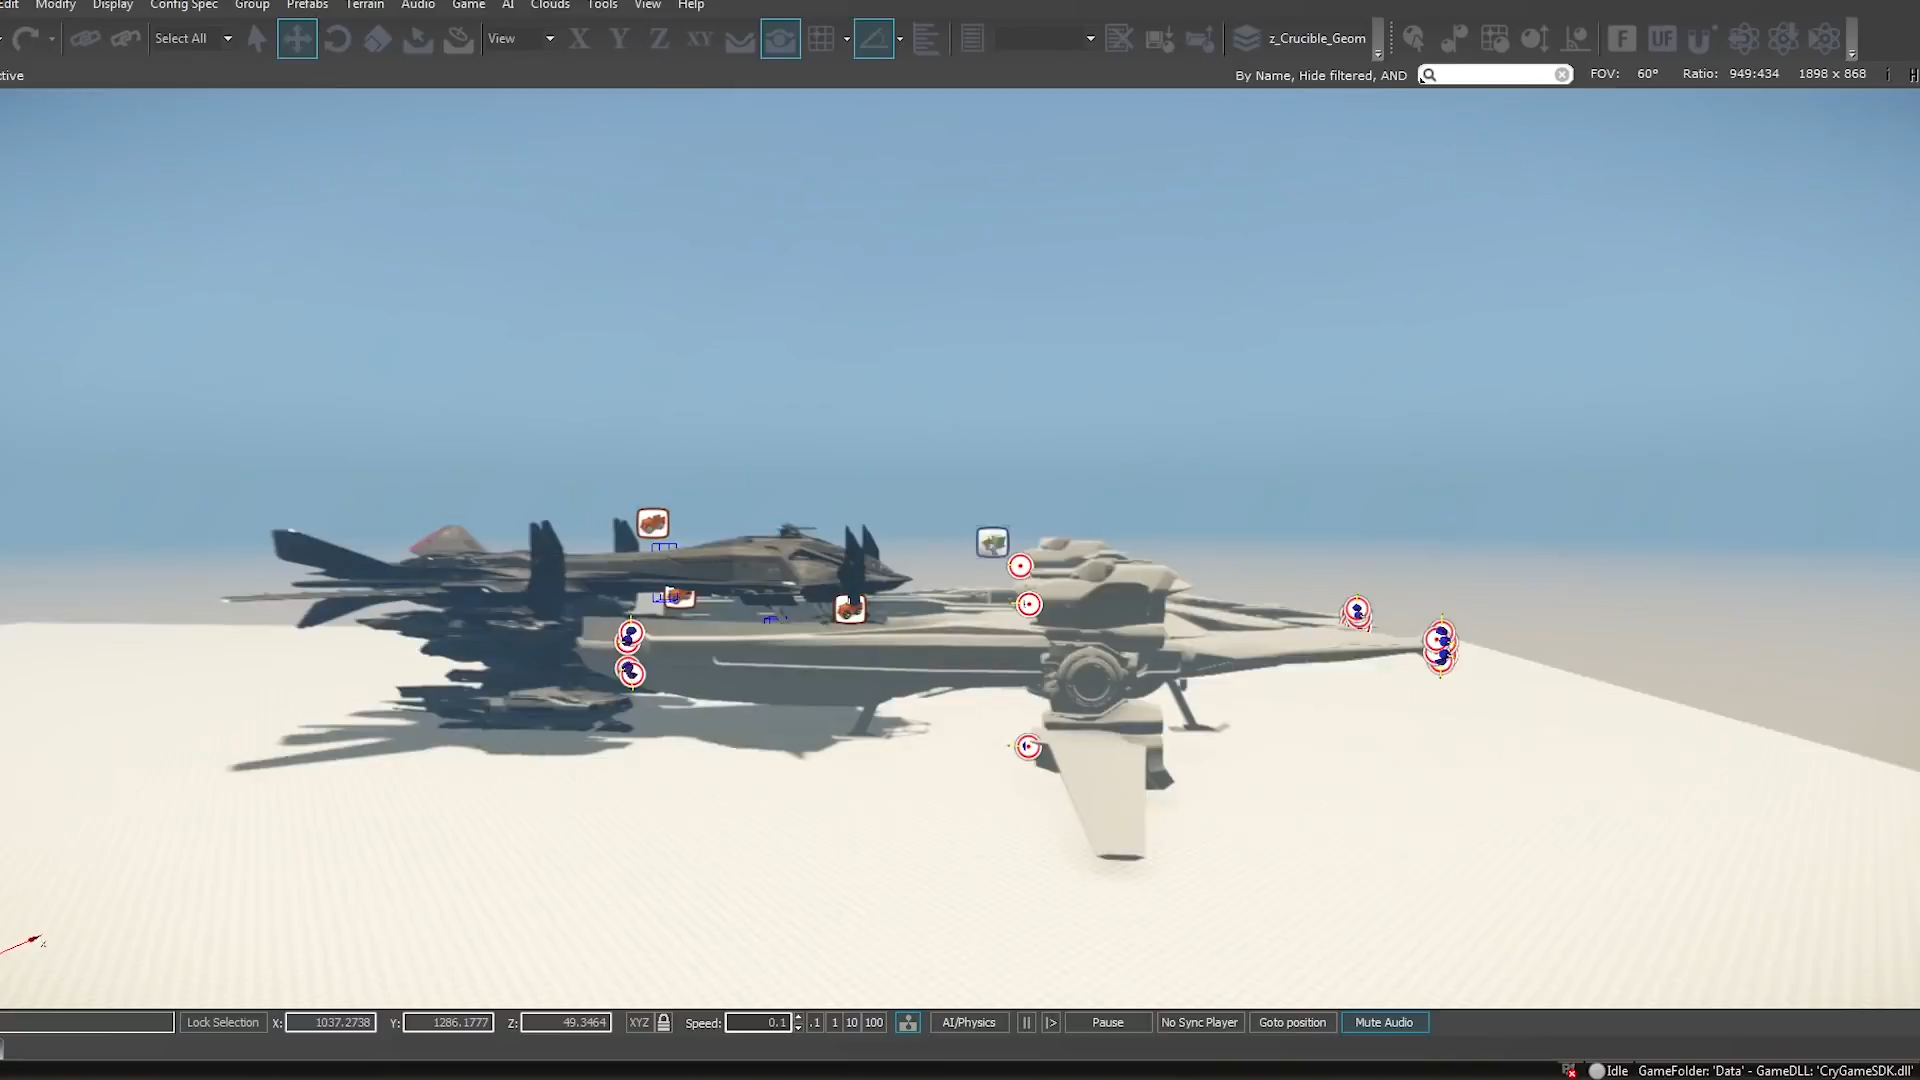 Edit Modify Display Config Spec Group Prefabs Terrain Audio Game AI Clouds Tools View Help
Select All View X Y Z XY z_Crucible_Geom F UF
ctive By Name, Hide filtered, AND FOV: 60° Ratio: 949:434 1898 x 868 i H
x
Lock Selection X: 1037.2738 Y: 1286.1777 Z: 49.3464 XYZ Speed: 0.1 .1 1 10 100 AI/Physics Pause No Sync Player Goto position Mute Audio
Idle GameFolder: 'Data' - GameDLL: 'CryGameSDK.dll'